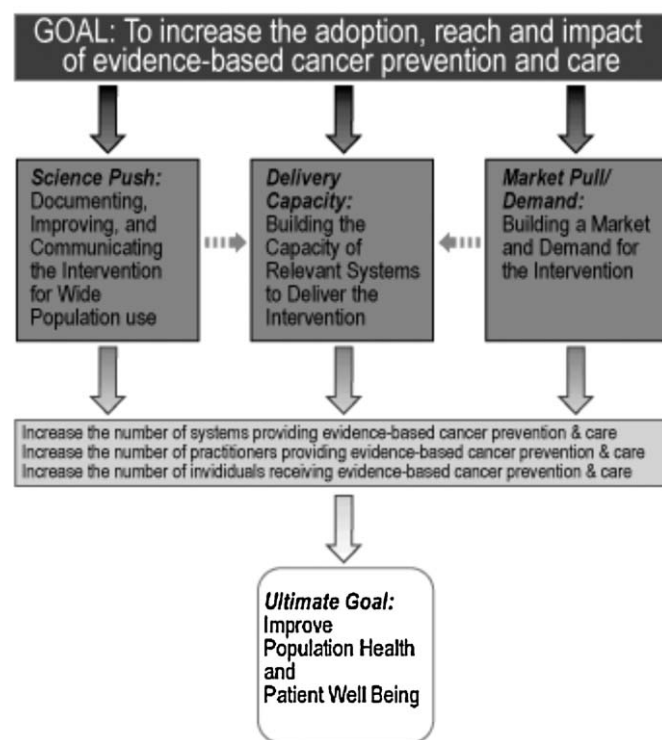 GOAL: To increase the adoption, reach and impact
of evidence-based cancer prevention and care
Science Push:
Documenting,
Improving, and
Communicating
the Intervention
for Wide
Population use
Delivery
Capacity:
Building the
Capacity of
Relevant Systems
to Deliver the
Intervention
Market Pull/
Demand:
Building a Market
and Demand for
the Intervention
Increase the number of systems providing evidence-based cancer prevention & care
Increase the number of practitioners providing evidence-based cancer prevention & care
Increase the number of invididuals receiving evidence-based cancer prevention & care
Ultimate Goal:
Improve
Population Health
and
Patient Well Being